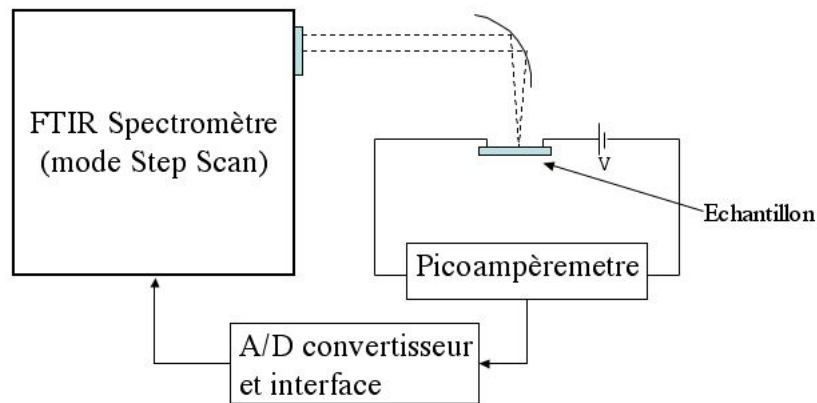 FTIR Spectromètre
(mode Step Scan)
V
Echantillon
Picoampèremetre
A/D convertisseur
et interface